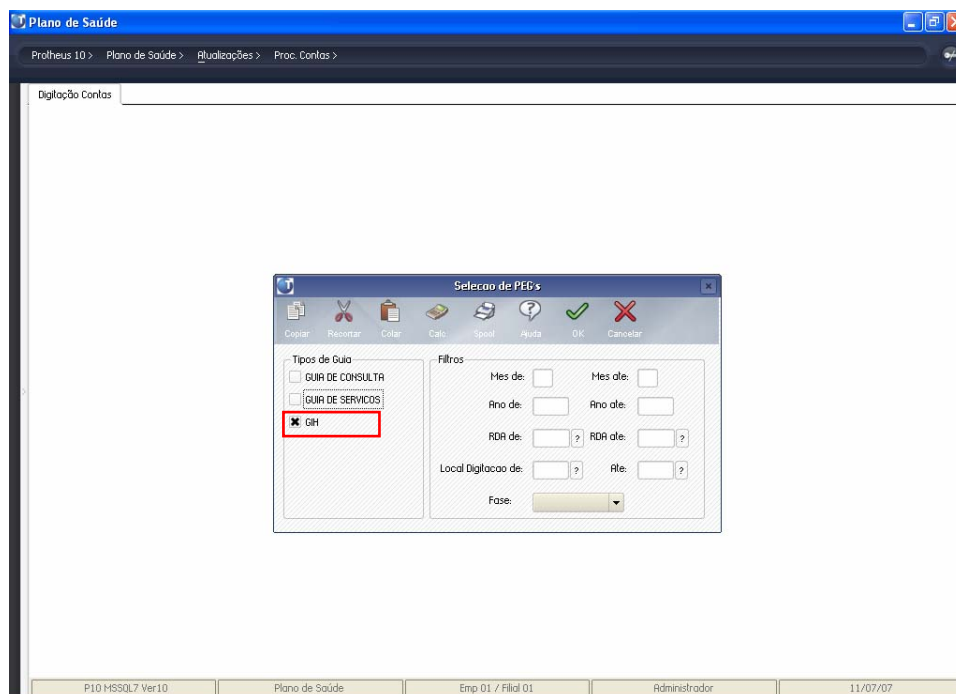 Plano de Saúde
Protheus 10 > Plano de Saúde > Atualizações > Proc. Contas >
Digitação Contas
Selecao de PEG's
Copiar Recortar Colar Calc Spool Ajuda OK Cancelar
Tipos de Guia
GUIA DE CONSULTA
GUIA DE SERVICOS
GIH
Filtros
Mes de: Mes ate:
Ano de: Ano ate:
RDA de: ? RDA ate: ?
Local Digitacao de: ? Ate: ?
Fase:
P10 MSSQL7 Ver10 Plano de Saúde Emp 01 / Filial 01 Administrador 11/07/07